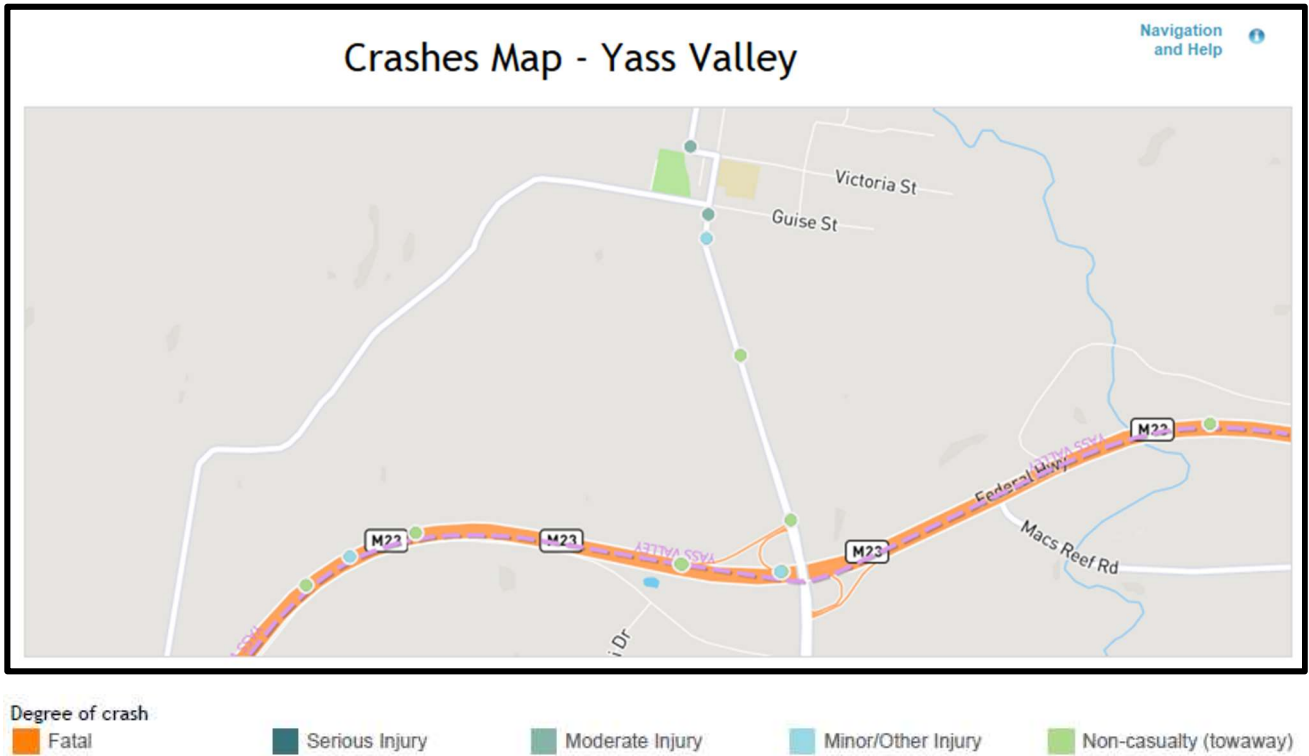 Navigation
and Help
Crashes Map - Yass Valley
Victoria St
Guise St
M23
YASS VALLEY
Federal Hwy
M23
M23
YASS VALLEY
M23
Macs Reef Rd
i Dr
Degree of crash
Fatal
Serious Injury
Moderate Injury
Minor/Other Injury
Non-casualty (towaway)